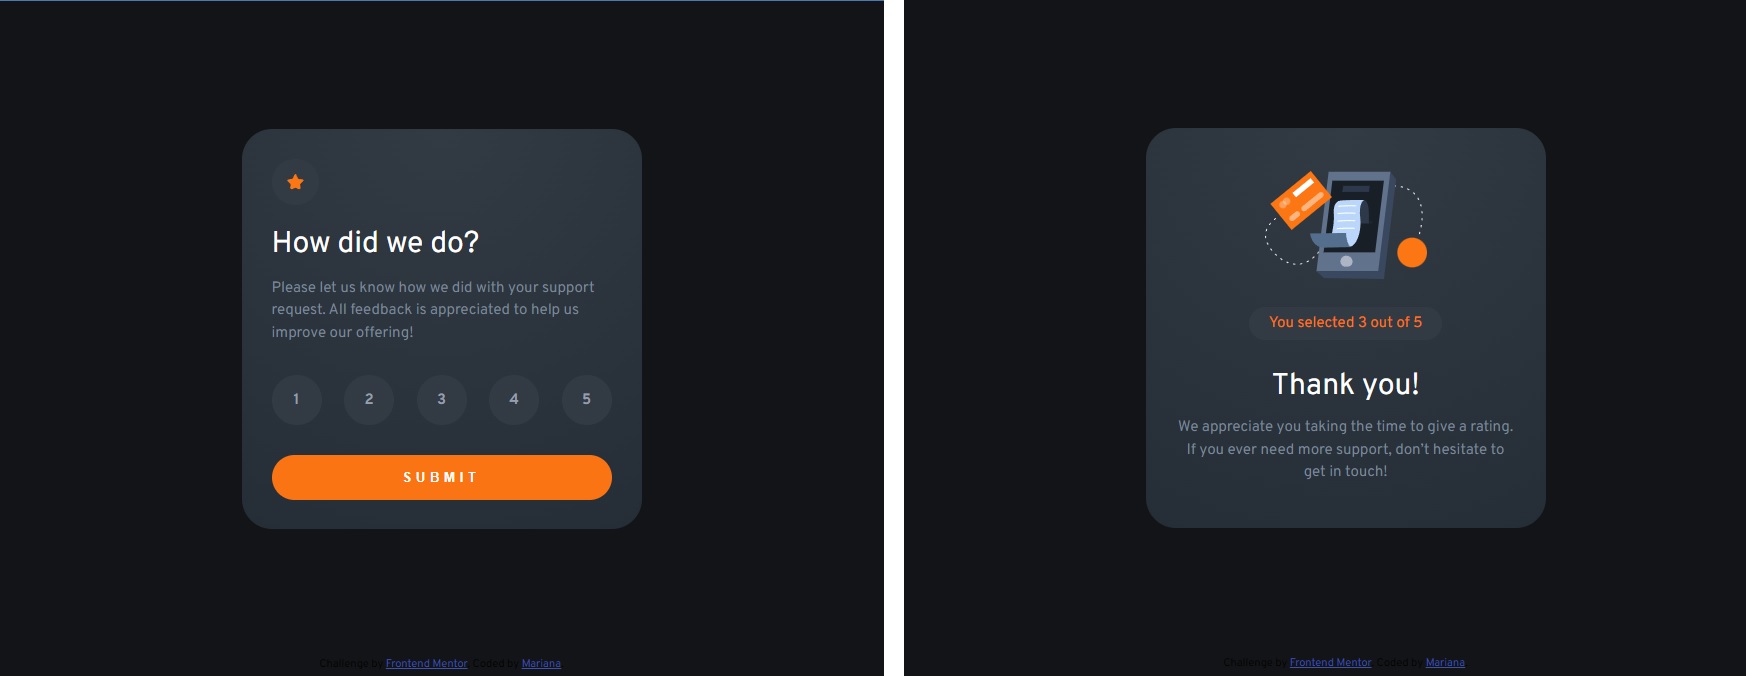 How did we do?
Please let us know how we did with your support
request. All feedback is appreciated to help us
improve our offering!
1 2 3 4 5
SUBMIT
Challenge by Frontend Mentor. Coded by Mariana
You selected 3 out of 5
Thank you!
We appreciate you taking the time to give a rating.
If you ever need more support, don’t hesitate to
get in touch!
Challenge by Frontend Mentor. Coded by Mariana